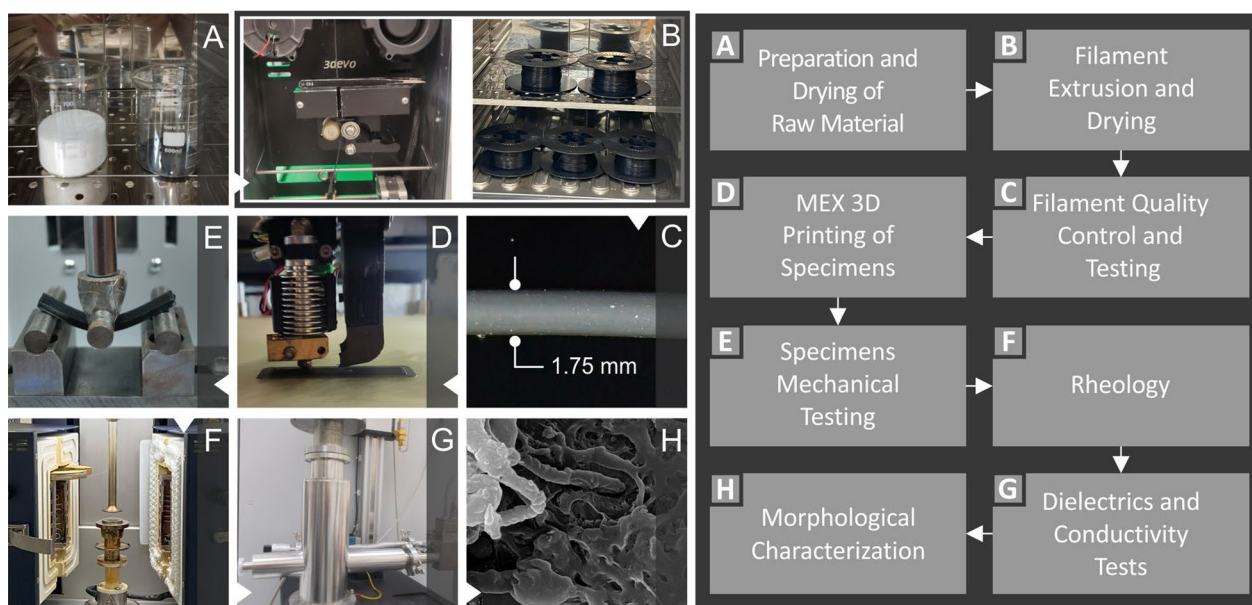 A
3devo
B
E
D
C
1.75 mm
F
G
H
A
Preparation and
Drying of
Raw Material
B
Filament
Extrusion and
Drying
D
MEX 3D
Printing of
Specimens
C
Filament Quality
Control and
Testing
E
Specimens
Mechanical
Testing
F
Rheology
H
Morphological
Characterization
G
Dielectrics and
Conductivity
Tests